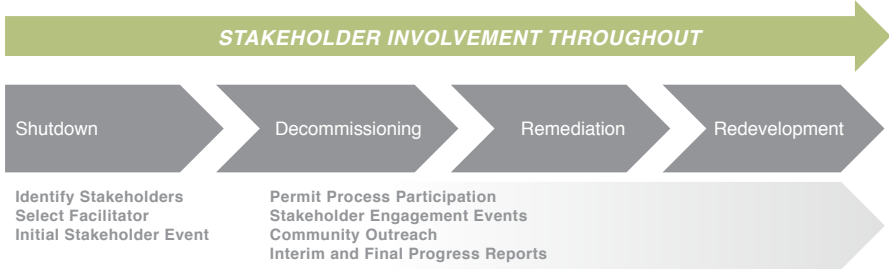 STAKEHOLDER INVOLVEMENT THROUGHOUT
Shutdown
Decommissioning
Remediation
Redevelopment
Identify Stakeholders
Select Facilitator
Initial Stakeholder Event
Permit Process Participation
Stakeholder Engagement Events
Community Outreach
Interim and Final Progress Reports